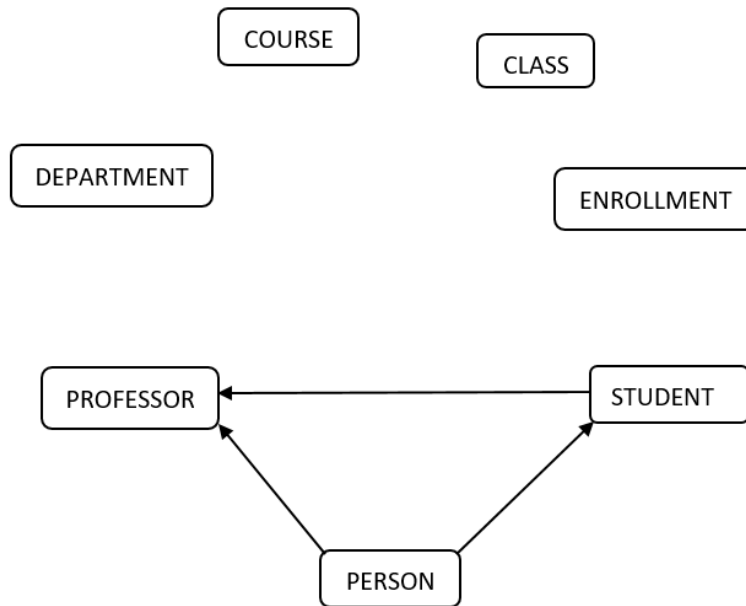 COURSE
CLASS
DEPARTMENT
ENROLLMENT
PROFESSOR
STUDENT
PERSON